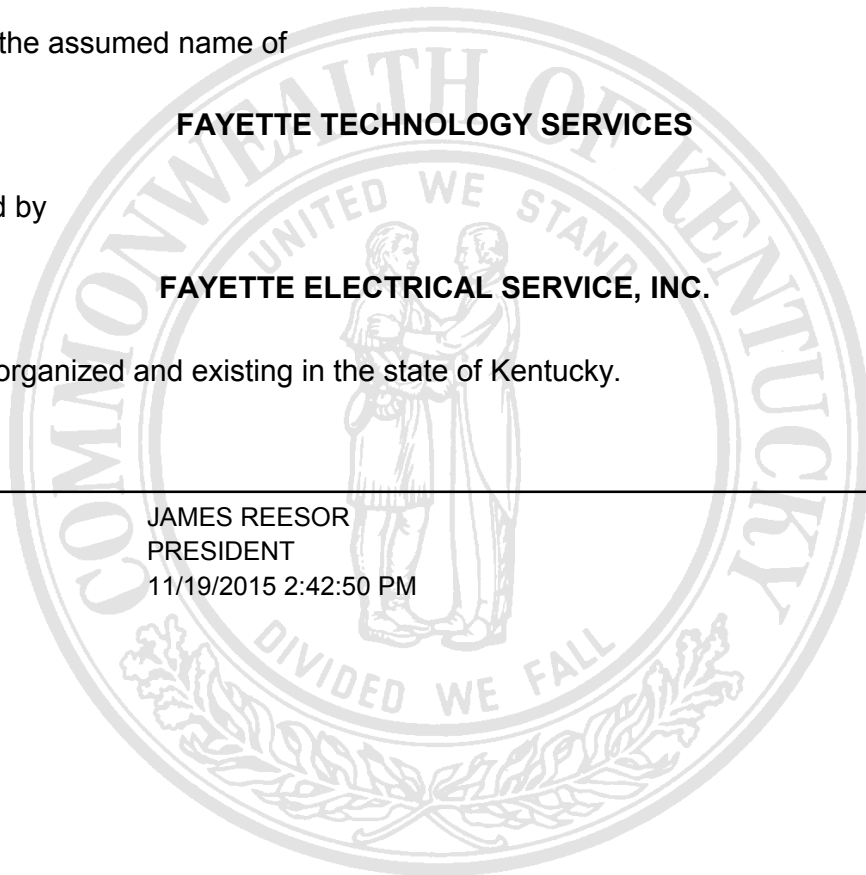 the assumed name of
FAYETTE TECHNOLOGY SERVICES
d by
FAYETTE ELECTRICAL SERVICE, INC.
organized and existing in the state of Kentucky.
JAMES REESOR
PRESIDENT
11/19/2015 2:42:50 PM
COMMONWEALTH OF KENTUCKY
UNITED WE STAND
DIVIDED WE FALL